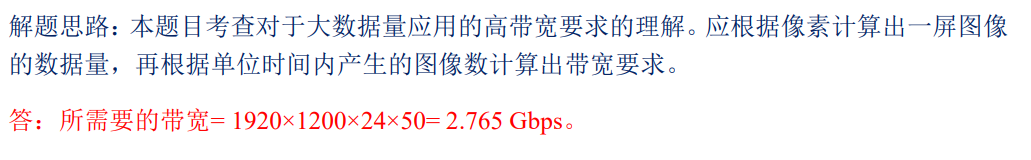 解题思路：本题目考查对于大数据量应用的高带宽要求的理解。应根据像素计算出一屏图像
的数据量，再根据单位时间内产生的图像数计算出带宽要求。
答：所需要的带宽= 1920×1200×24×50= 2.765 Gbps。